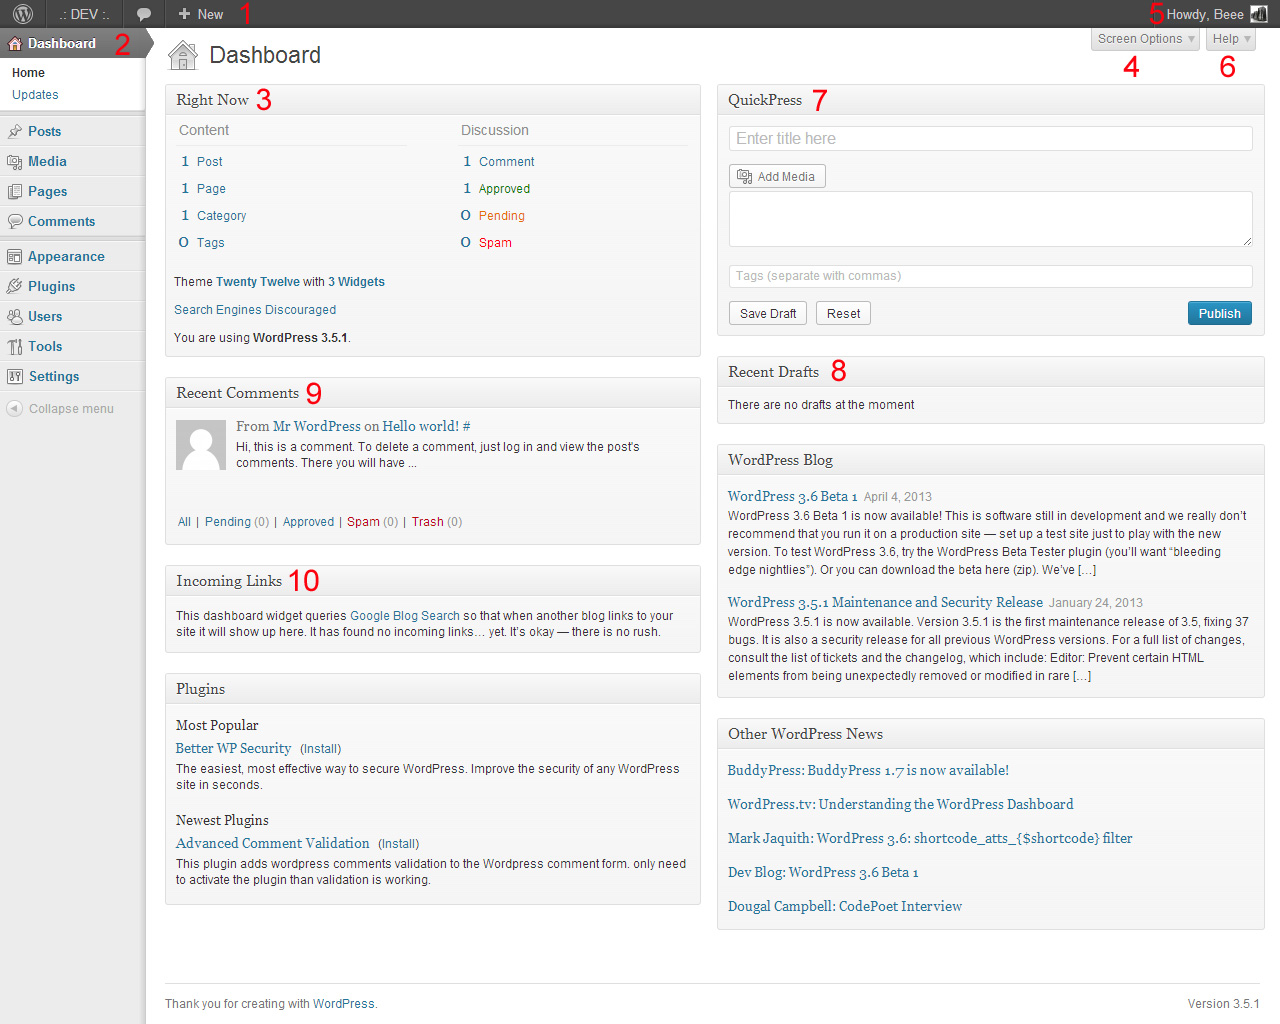 .: DEV :.
New 1
5 Howdy, Beee
Dashboard 2
Home
Updates
Posts
Media
Pages
Comments
Appearance
Plugins
Users
Tools
Settings
Collapse menu
Dashboard
Screen Options
Help
4
6
Right Now 3
Content
Discussion
1 Post
1 Comment
1 Page
1 Approved
1 Category
0 Pending
0 Tags
0 Spam
Theme Twenty Twelve with 3 Widgets
Search Engines Discouraged
You are using WordPress 3.5.1.
Recent Comments 9
From Mr WordPress on Hello world! #
Hi, this is a comment. To delete a comment, just log in and view the post's
comments. There you will have ...
All | Pending (0) | Approved | Spam (0) | Trash (0)
Incoming Links 10
This dashboard widget queries Google Blog Search so that when another blog links to your
site it will show up here. It has found no incoming links… yet. It's okay — there is no rush.
Plugins
Most Popular
Better WP Security (Install)
The easiest, most effective way to secure WordPress. Improve the security of any WordPress
site in seconds.
Newest Plugins
Advanced Comment Validation (Install)
This plugin adds wordpress comments validation to the Wordpress comment form. only need
to activate the plugin than validation is working.
QuickPress 7
Enter title here
Add Media
Tags (separate with commas)
Save Draft
Reset
Publish
Recent Drafts 8
There are no drafts at the moment
WordPress Blog
WordPress 3.6 Beta 1 April 4, 2013
WordPress 3.6 Beta 1 is now available! This is software still in development and we really don't
recommend that you run it on a production site — set up a test site just to play with the new
version. To test WordPress 3.6, try the WordPress Beta Tester plugin (you'll want “bleeding
edge nightlies”). Or you can download the beta here (zip). We've […]
WordPress 3.5.1 Maintenance and Security Release January 24, 2013
WordPress 3.5.1 is now available. Version 3.5.1 is the first maintenance release of 3.5, fixing 37
bugs. It is also a security release for all previous WordPress versions. For a full list of changes,
consult the list of tickets and the changelog, which include: Editor: Prevent certain HTML
elements from being unexpectedly removed or modified in rare […]
Other WordPress News
BuddyPress: BuddyPress 1.7 is now available!
WordPress.tv: Understanding the WordPress Dashboard
Mark Jaquith: WordPress 3.6: shortcode_atts_{$shortcode} filter
Dev Blog: WordPress 3.6 Beta 1
Dougal Campbell: CodePoet Interview
Thank you for creating with WordPress.
Version 3.5.1